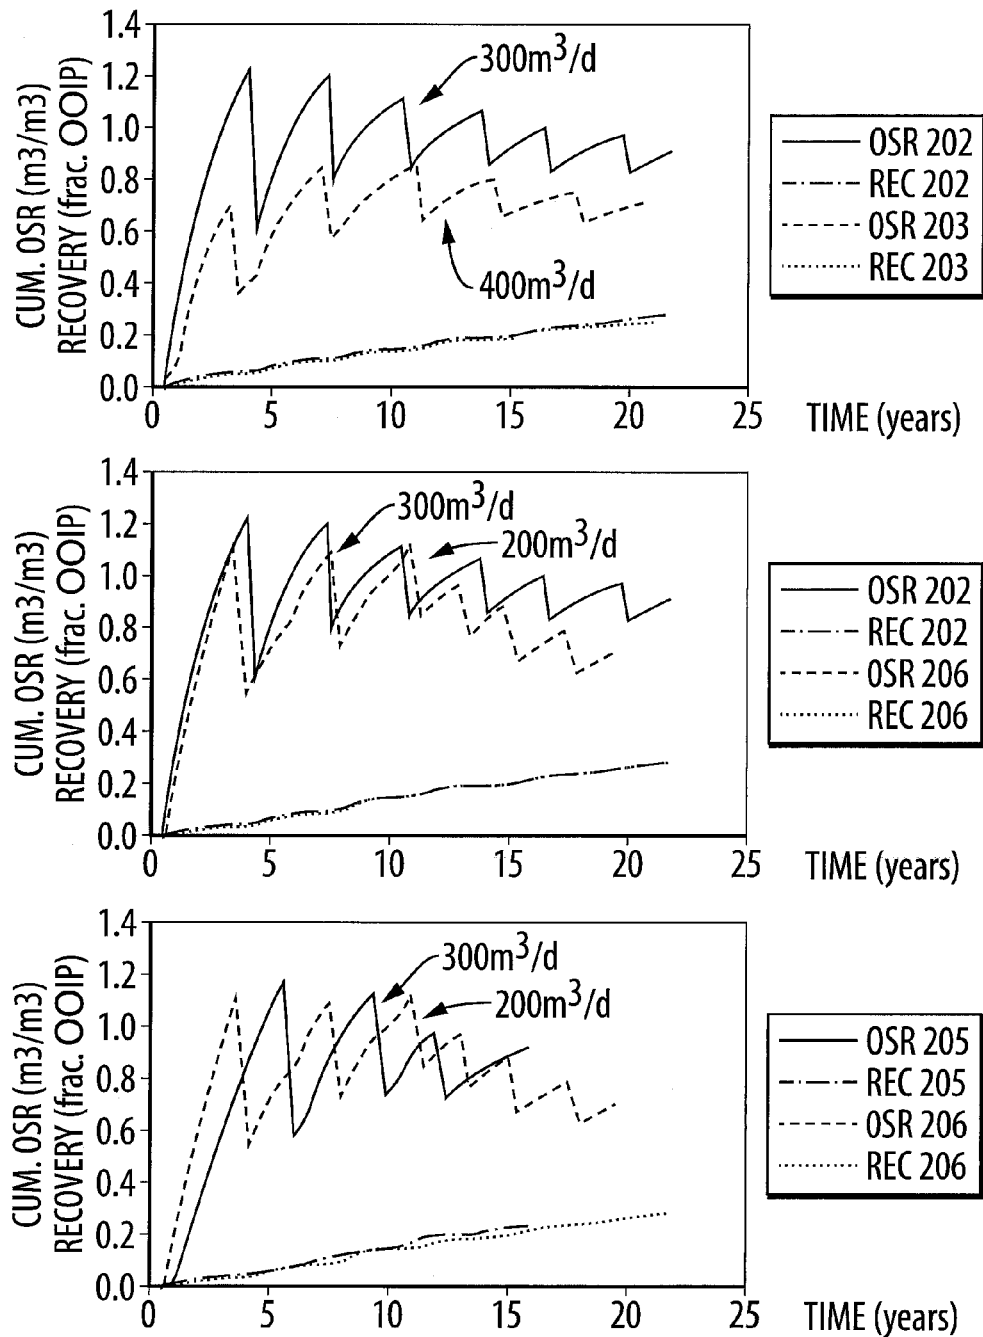 CUM. OSR (m3/m3)
RECOVERY (frac. OOIP)
1.4
1.2
1.0
0.8
0.6
0.4
0.2
0.0
300m³/d
400m³/d
0 5 10 15 20 25
TIME (years)
OSR 202
REC 202
OSR 203
REC 203
CUM. OSR (m3/m3)
RECOVERY (frac. OOIP)
1.4
1.2
1.0
0.8
0.6
0.4
0.2
0.0
300m³/d
200m³/d
0 5 10 15 20 25
TIME (years)
OSR 202
REC 202
OSR 206
REC 206
CUM. OSR (m3/m3)
RECOVERY (frac. OOIP)
1.4
1.2
1.0
0.8
0.6
0.4
0.2
0.0
300m³/d
200m³/d
0 5 10 15 20 25
TIME (years)
OSR 205
REC 205
OSR 206
REC 206